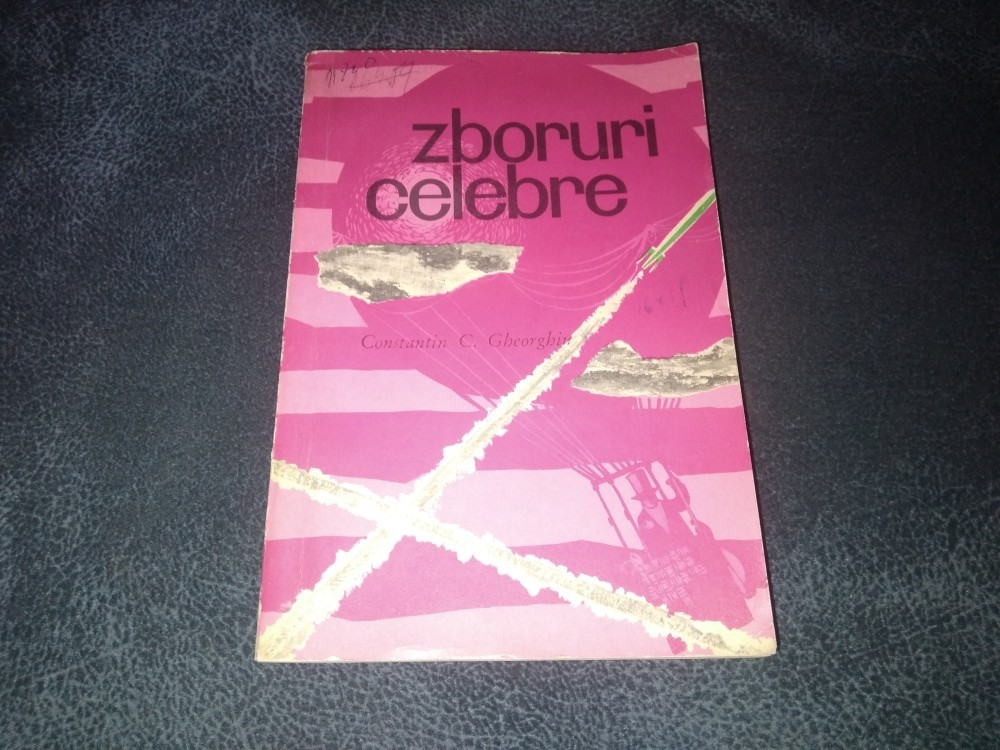 zboruri
celebre
Constantin C. Gheorghiu